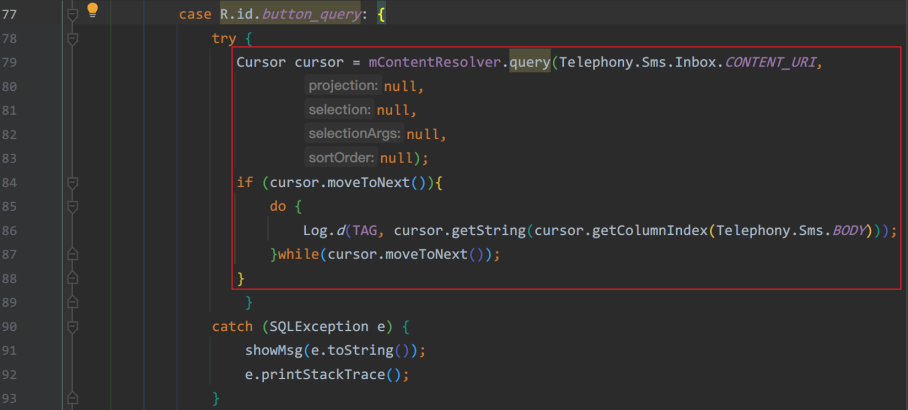 77 case R.id.button_query: {
78 try {
79 Cursor cursor = mContentResolver.query(Telephony.Sms.Inbox.CONTENT_URI,
80 projection: null,
81 selection: null,
82 selectionArgs: null,
83 sortOrder: null);
84 if (cursor.moveToNext()){
85 do {
86 Log.d(TAG, cursor.getString(cursor.getColumnIndex(Telephony.Sms.BODY)));
87 }while(cursor.moveToNext());
88 }
89 }
90 catch (SQLException e) {
91 showMsg(e.toString());
92 e.printStackTrace();
93 }